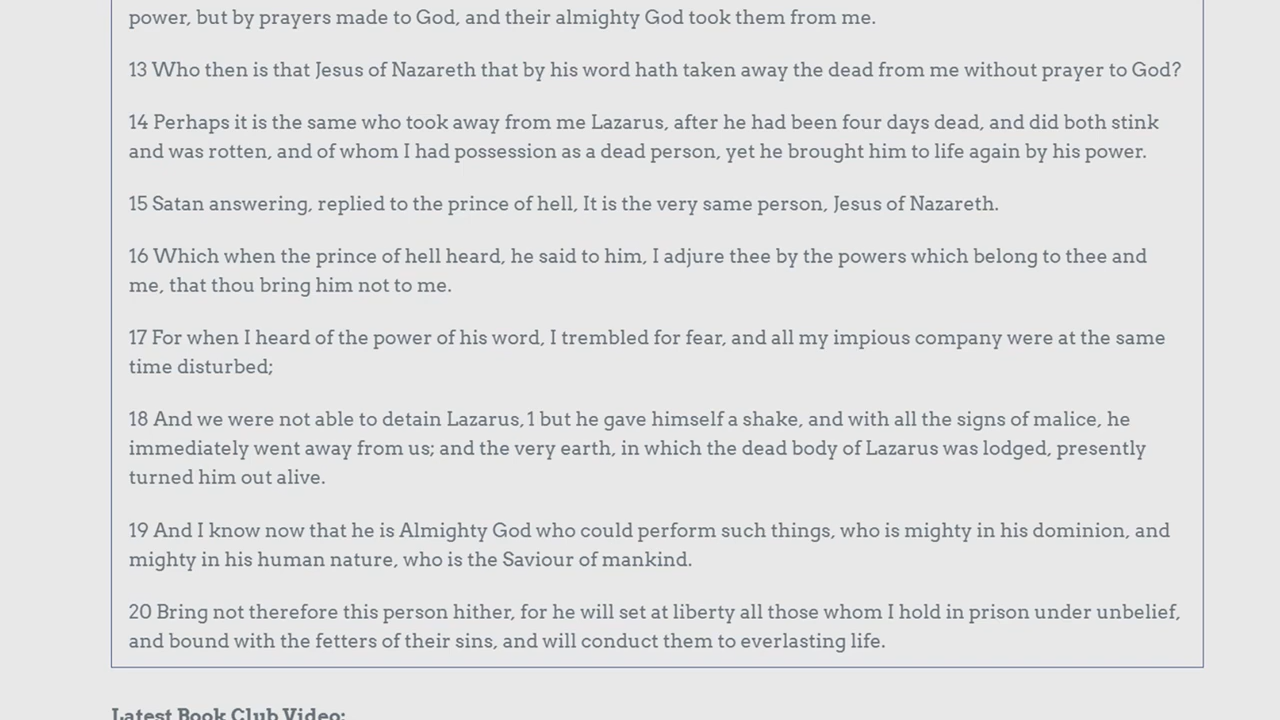 power, but by prayers made to God, and their almighty God took them from me.
13 Who then is that Jesus of Nazareth that by his word hath taken away the dead from me without prayer to God?
14 Perhaps it is the same who took away from me Lazarus, after he had been four days dead, and did both stink
and was rotten, and of whom I had possession as a dead person, yet he brought him to life again by his power.
15 Satan answering, replied to the prince of hell, It is the very same person, Jesus of Nazareth.
16 Which when the prince of hell heard, he said to him, I adjure thee by the powers which belong to thee and
me, that thou bring him not to me.
17 For when I heard of the power of his word, I trembled for fear, and all my impious company were at the same
time disturbed;
18 And we were not able to detain Lazarus,1 but he gave himself a shake, and with all the signs of malice, he
immediately went away from us; and the very earth, in which the dead body of Lazarus was lodged, presently
turned him out alive.
19 And I know now that he is Almighty God who could perform such things, who is mighty in his dominion, and
mighty in his human nature, who is the Saviour of mankind.
20 Bring not therefore this person hither, for he will set at liberty all those whom I hold in prison under unbelief,
and bound with the fetters of their sins, and will conduct them to everlasting life.
Latest Book Club Video: